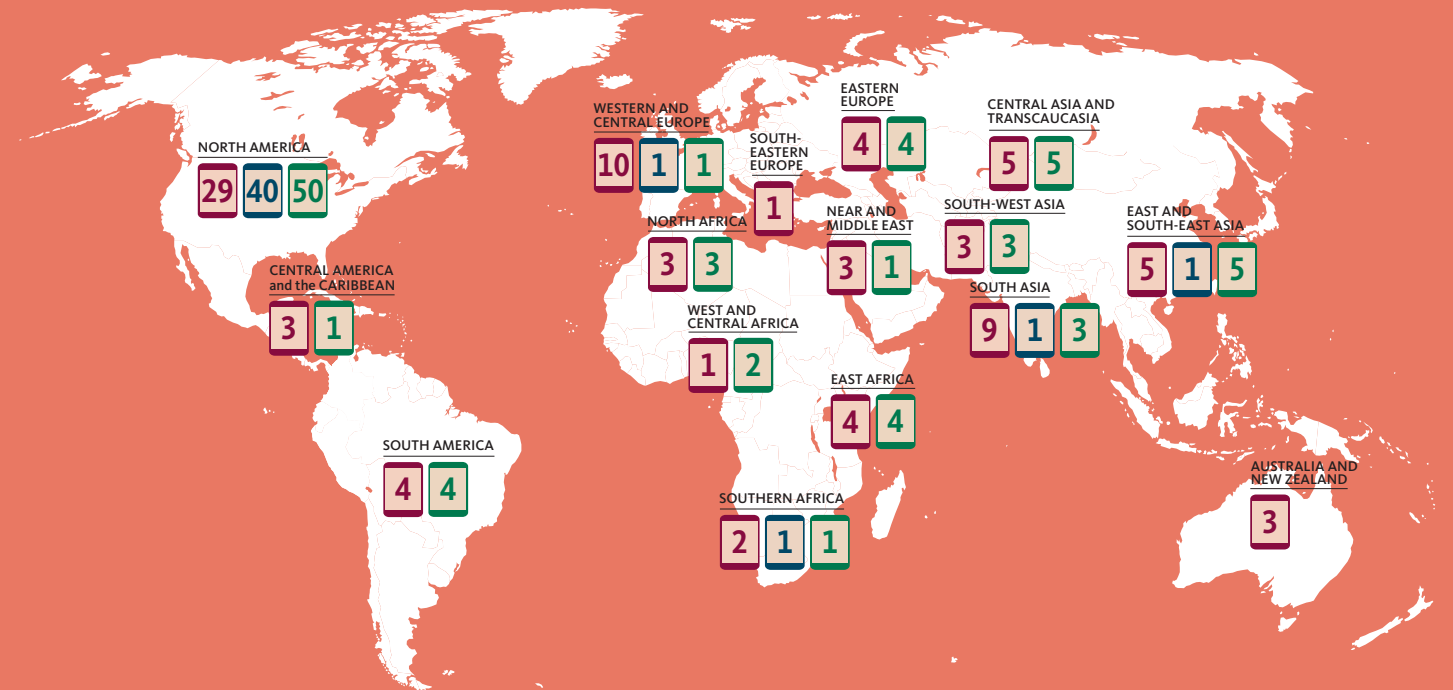 NORTH AMERICA
29 40 50
CENTRAL AMERICA
and the CARIBBEAN
3 1
SOUTH AMERICA
4 4
WESTERN AND
CENTRAL EUROPE
10 1 1
SOUTH-
EASTERN
EUROPE
1
EASTERN
EUROPE
4 4
CENTRAL ASIA AND
TRANSCAUCASIA
5 5
NORTH AFRICA
3 3
NEAR AND
MIDDLE EAST
3 1
SOUTH-WEST ASIA
3 3
EAST AND
SOUTH-EAST ASIA
5 1 5
SOUTH ASIA
9 1 3
WEST AND
CENTRAL AFRICA
1 2
EAST AFRICA
4 4
SOUTHERN AFRICA
2 1 1
AUSTRALIA AND
NEW ZEALAND
3